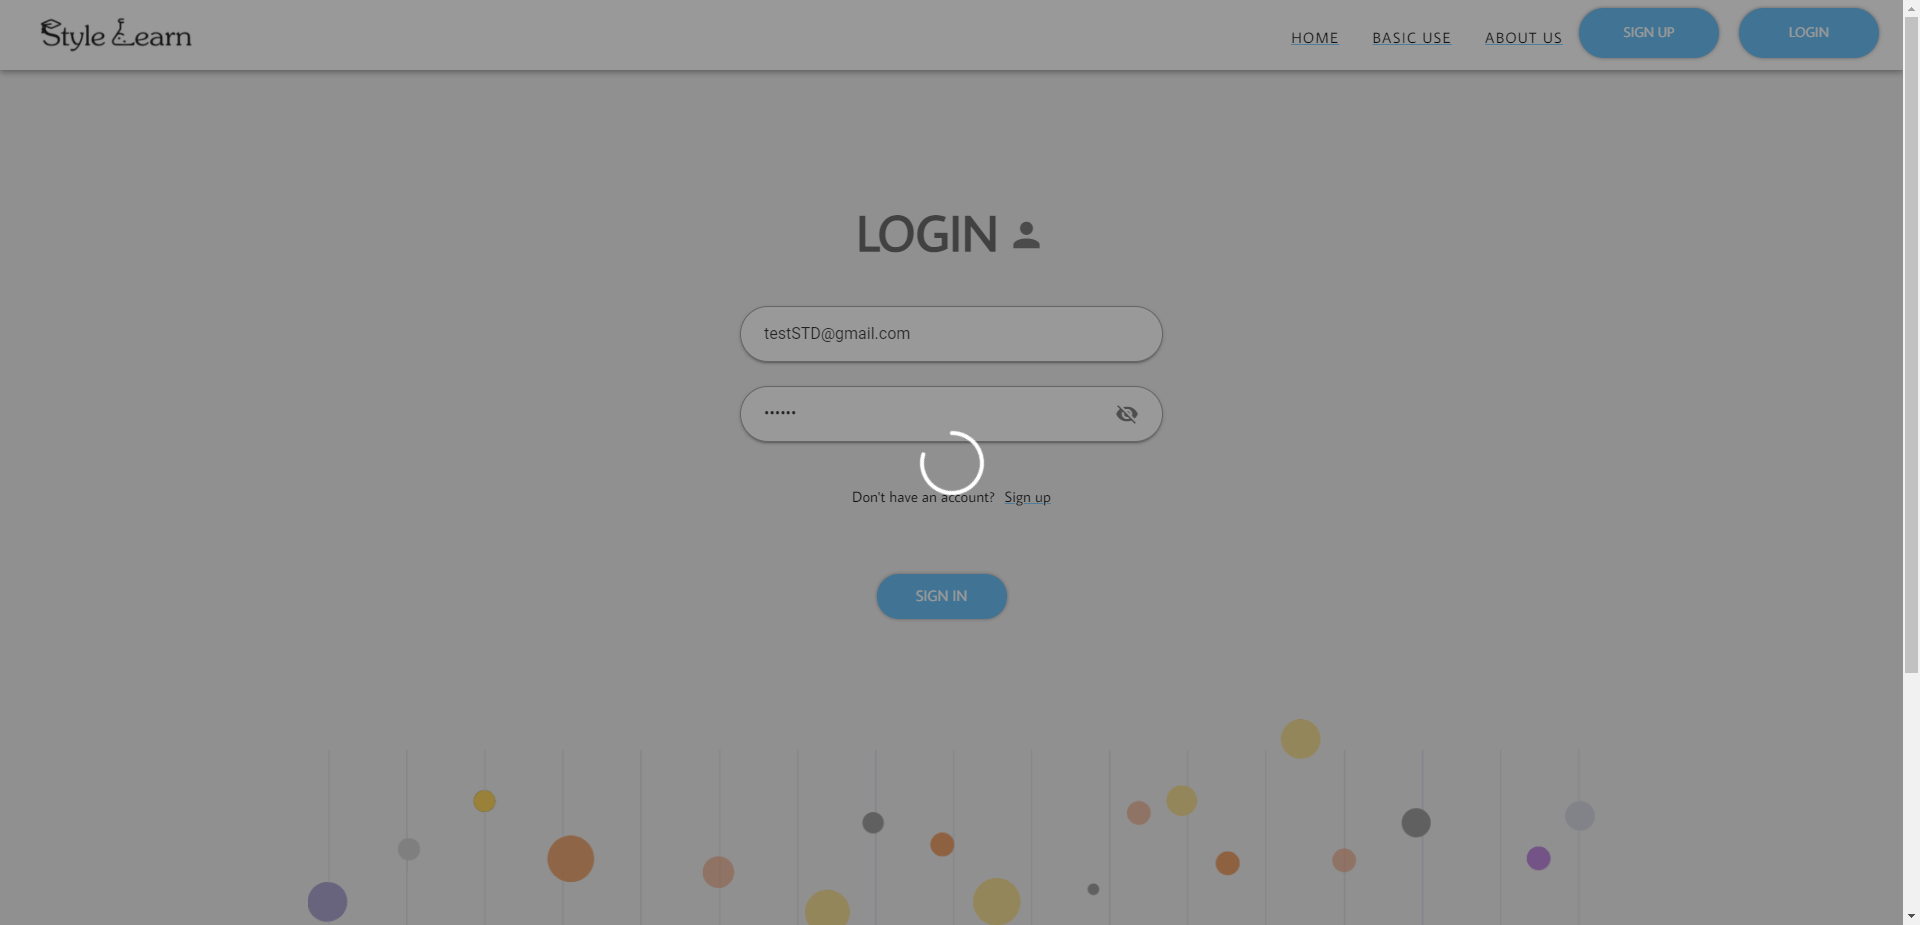 Style Learn
HOME BASIC USE ABOUT US SIGN UP LOGIN
LOGIN
testSTD@gmail.com
••••••
Don't have an account? Sign up
SIGN IN